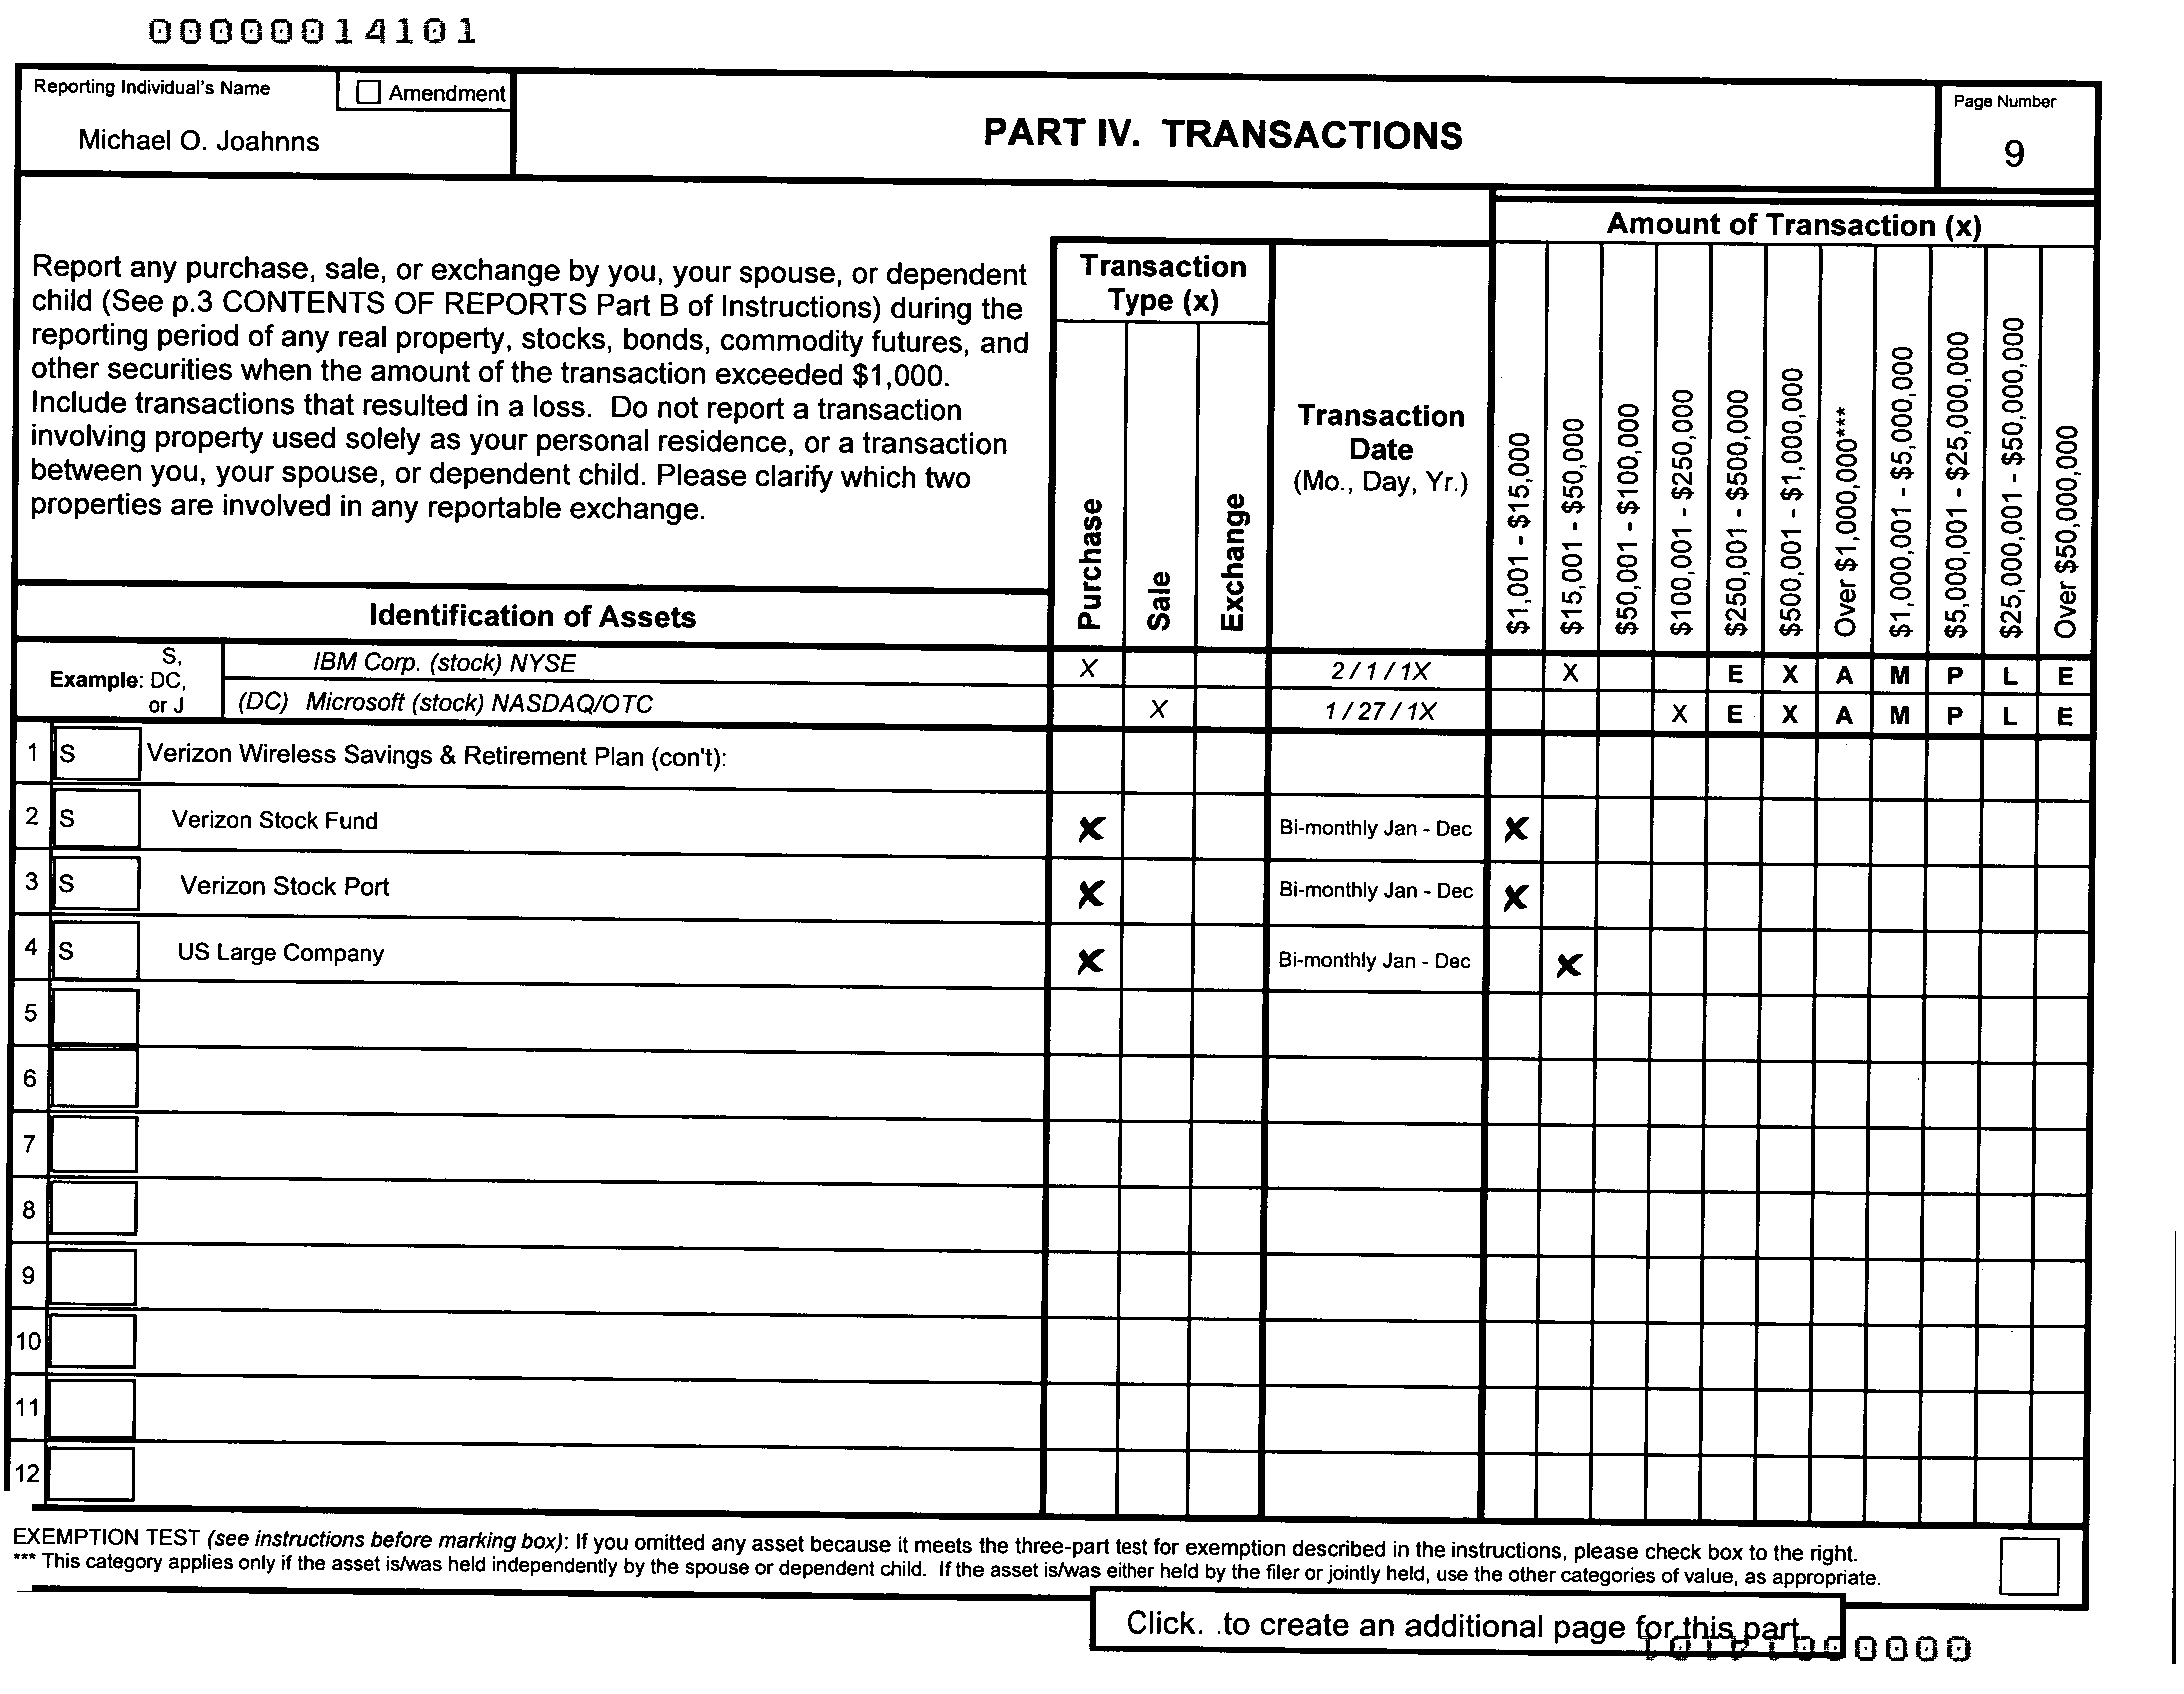 00000014101
Reporting Individual's Name
Amendment
Michael O. Joahnns
PART IV. TRANSACTIONS
Page Number
9
Report any purchase, sale, or exchange by you, your spouse, or dependent
child (See p.3 CONTENTS OF REPORTS Part B of Instructions) during the
reporting period of any real property, stocks, bonds, commodity futures, and
other securities when the amount of the transaction exceeded $1,000.
Include transactions that resulted in a loss. Do not report a transaction
involving property used solely as your personal residence, or a transaction
between you, your spouse, or dependent child. Please clarify which two
properties are involved in any reportable exchange.
Identification of Assets
Transaction
Type (x)
Purchase
Sale
Exchange
Transaction
Date
(Mo., Day, Yr.)
Amount of Transaction (x)
$1,001 - $15,000
$15,001 - $50,000
$50,001 - $100,000
$100,001 - $250,000
$250,001 - $500,000
$500,001 - $1,000,000
Over $1,000,000***
$1,000,001 - $5,000,000
$5,000,001 - $25,000,000
$25,000,001 - $50,000,000
Over $50,000,000
Example: S, DC, or J
IBM Corp. (stock) NYSE X 2 / 1 / 1X X E X A M P L E
(DC) Microsoft (stock) NASDAQ/OTC X 1 / 27 / 1X X E X A M P L E
1 S Verizon Wireless Savings & Retirement Plan (con't):
2 S Verizon Stock Fund X Bi-monthly Jan - Dec X
3 S Verizon Stock Port X Bi-monthly Jan - Dec X
4 S US Large Company X Bi-monthly Jan - Dec X
5
6
7
8
9
10
11
12
EXEMPTION TEST (see instructions before marking box): If you omitted any asset because it meets the three-part test for exemption described in the instructions, please check box to the right.
*** This category applies only if the asset is/was held independently by the spouse or dependent child. If the asset is/was either held by the filer or jointly held, use the other categories of value, as appropriate.
Click. .to create an additional page for this part